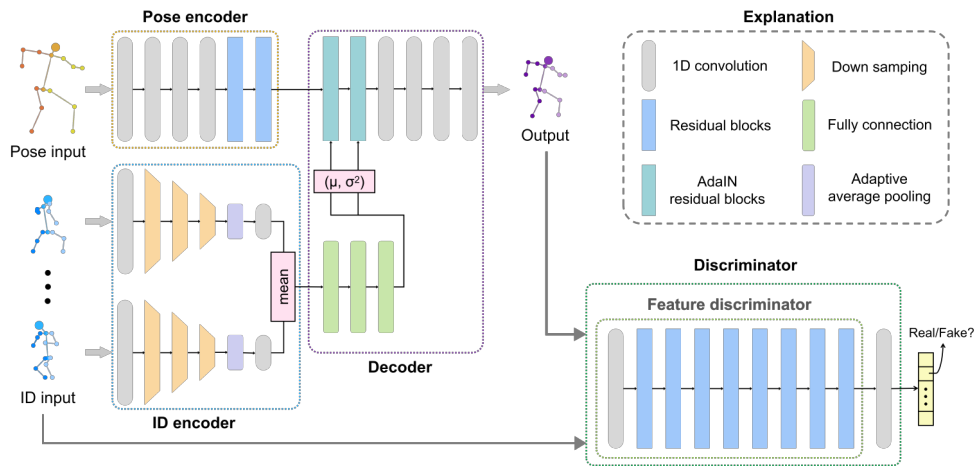 Pose encoder
Explanation
1D convolution
Down samping
Pose input
Output
Residual blocks
Fully connection
(μ, σ²)
AdaIN
residual blocks
Adaptive
average pooling
mean
Discriminator
Feature discriminator
Real/Fake?
Decoder
ID input
ID encoder